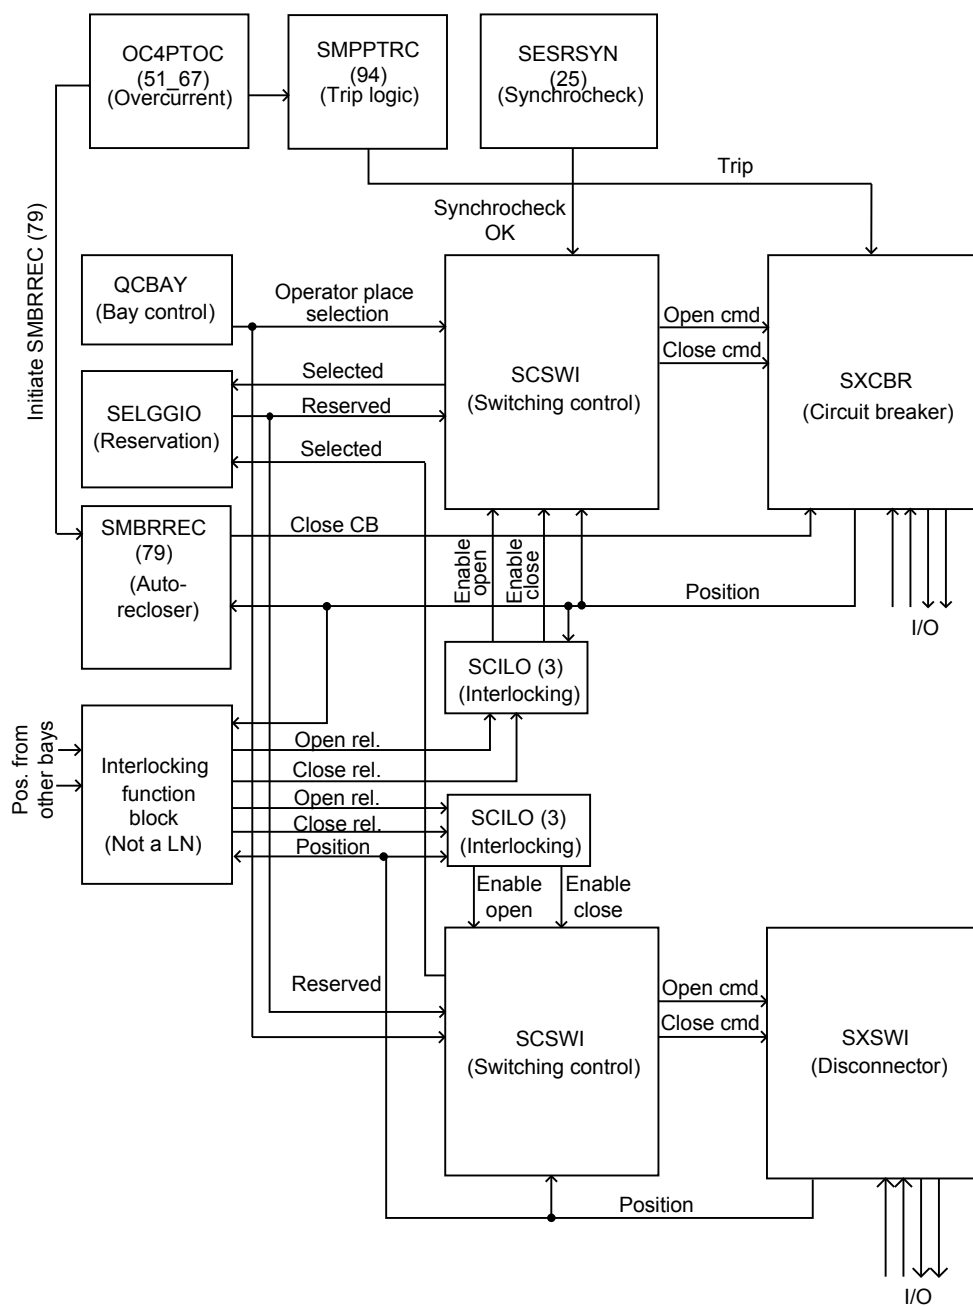 OC4PTOC
(51_67)
(Overcurrent)
SMPPTRC
(94)
(Trip logic)
SESRSYN
(25)
(Synchrocheck)
Trip
Synchrocheck
OK
Initiate SMBRREC (79)
QCBAY
(Bay control)
Operator place
selection
Open cmd
Close cmd
SCSWI
(Switching control)
SXCBR
(Circuit breaker)
Selected
SELGGIO
(Reservation)
Reserved
Selected
SMBRREC
(79)
(Auto-
recloser)
Close CB
Enable
open
Enable
close
Position
I/O
SCILO (3)
(Interlocking)
Pos. from
other bays
Interlocking
function
block
(Not a LN)
Open rel.
Close rel.
Open rel.
Close rel.
Position
SCILO (3)
(Interlocking)
Enable
open
Enable
close
Reserved
SCSWI
(Switching control)
Open cmd
Close cmd
SXSWI
(Disconnector)
Position
I/O